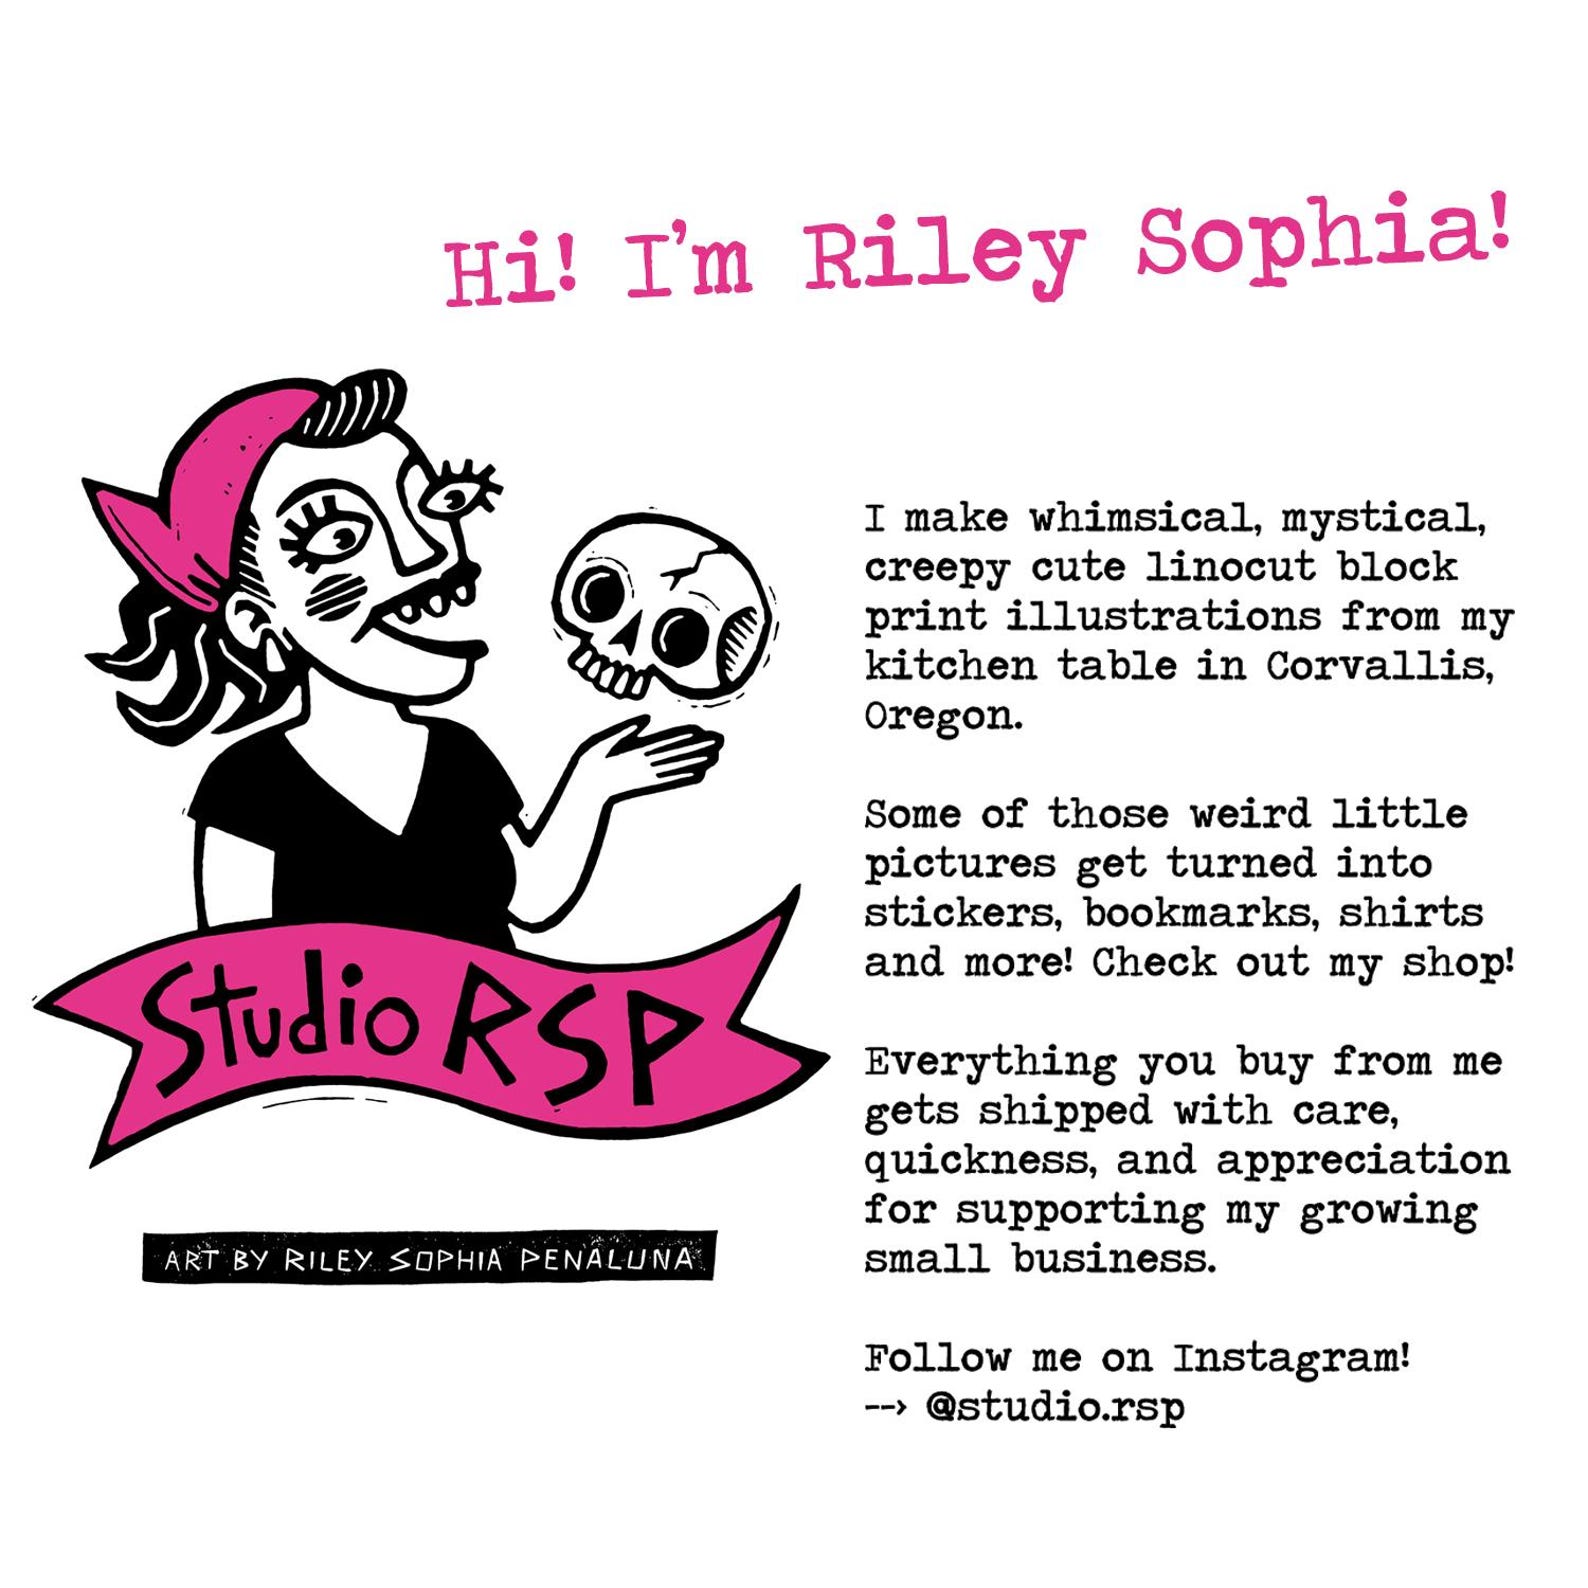 Hi! I'm Riley Sophia!
Studio RSP
ART BY RILEY SOPHIA PENALUNA
I make whimsical, mystical,
creepy cute linocut block
print illustrations from my
kitchen table in Corvallis,
Oregon.
Some of those weird little
pictures get turned into
stickers, bookmarks, shirts
and more! Check out my shop!
Everything you buy from me
gets shipped with care,
quickness, and appreciation
for supporting my growing
small business.
Follow me on Instagram!
--> @studio.rsp